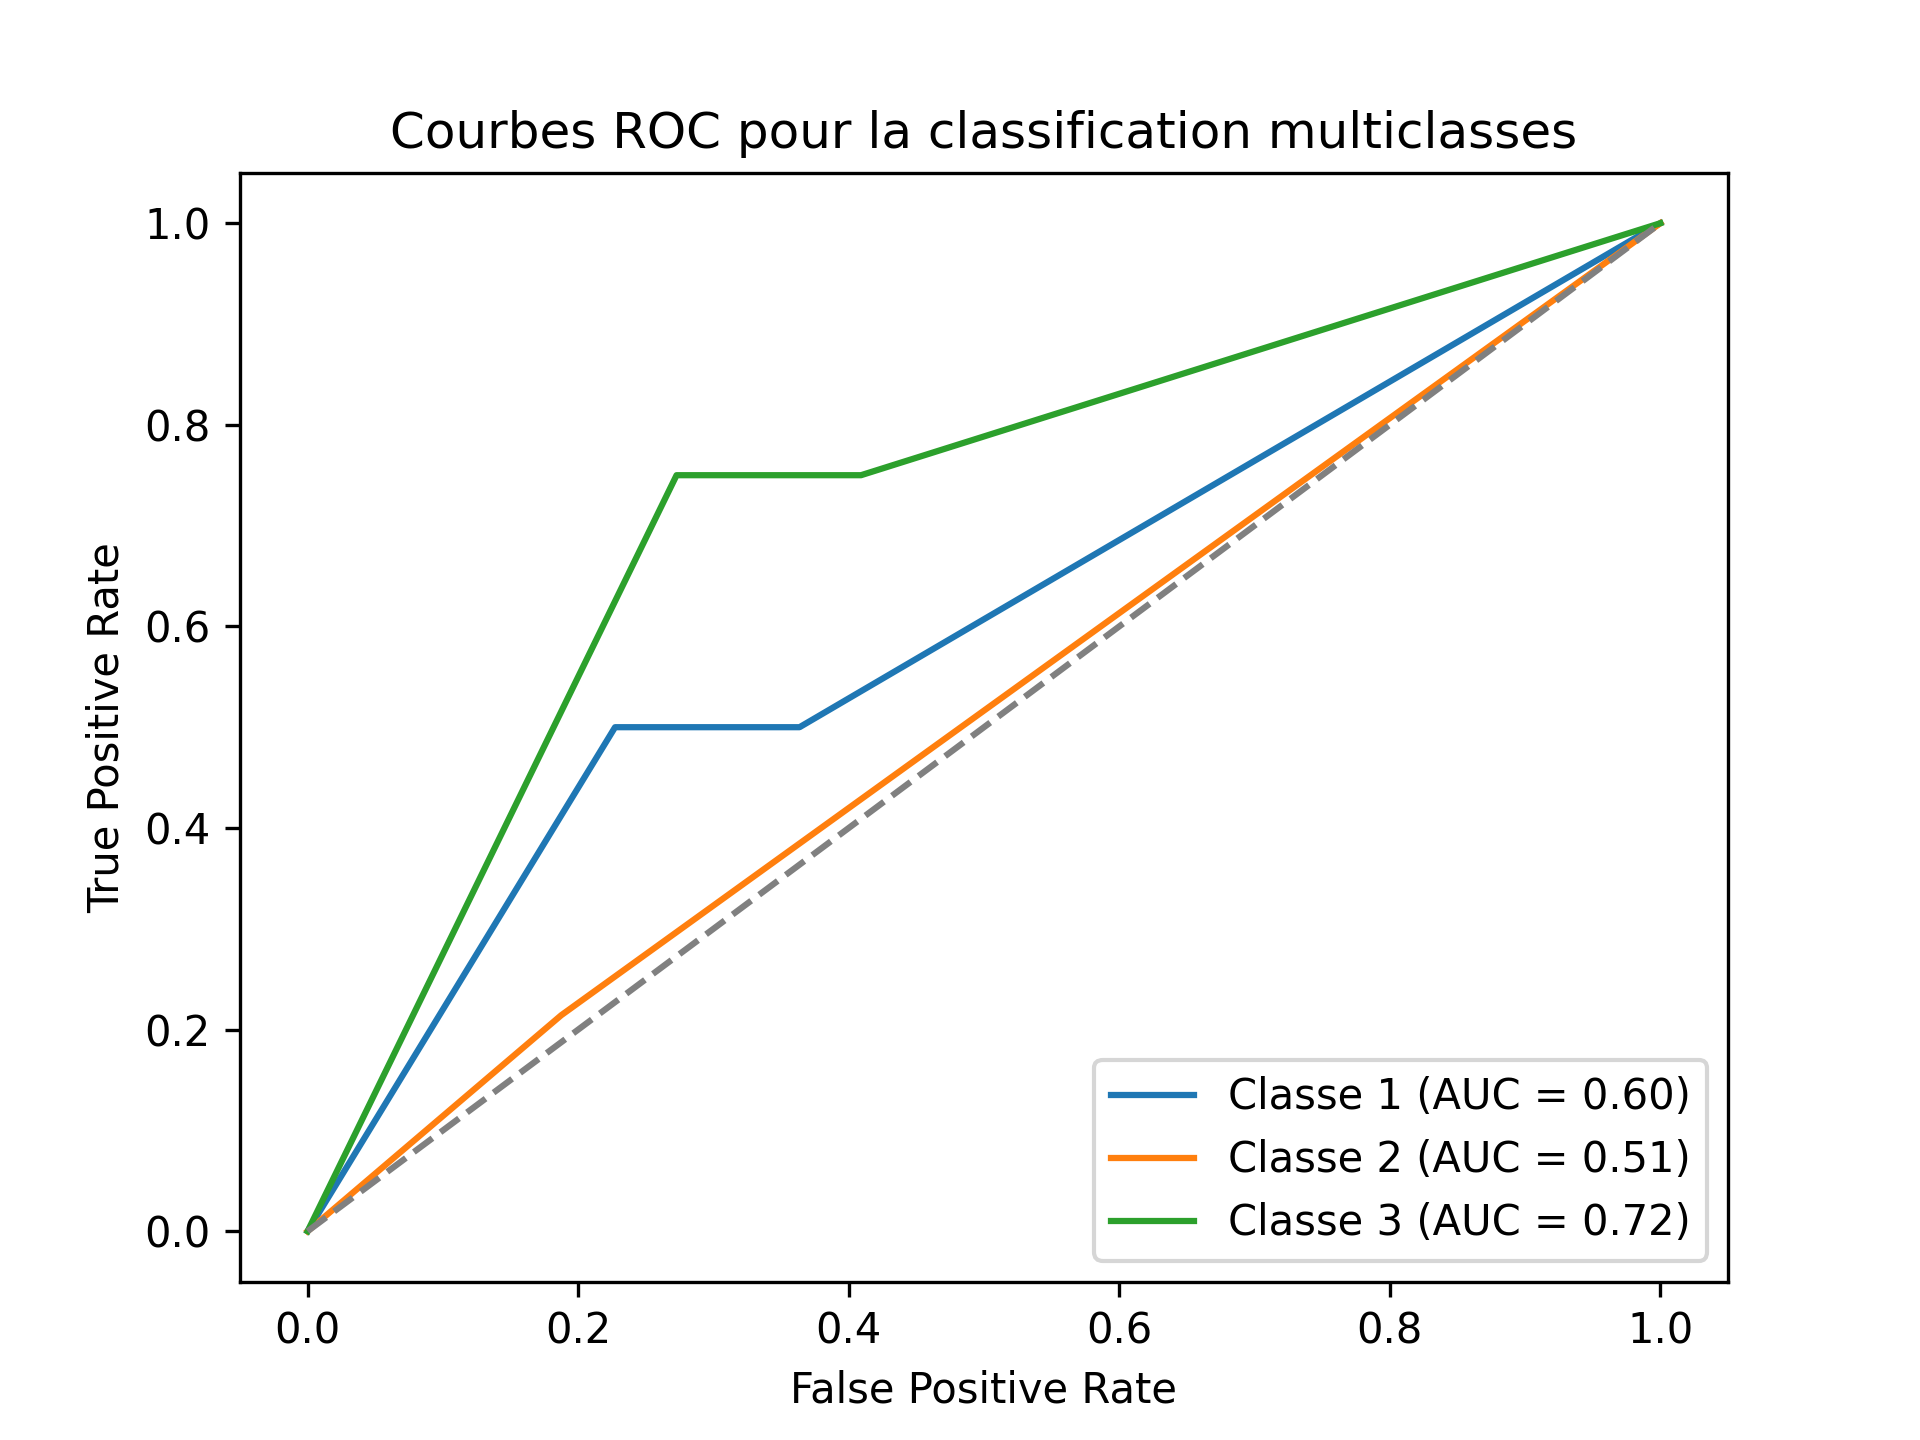 Courbes ROC pour la classification multiclasses
True Positive Rate
1.0
0.8
0.6
0.4
0.2
0.0
Classe 1 (AUC = 0.60)
Classe 2 (AUC = 0.51)
Classe 3 (AUC = 0.72)
0.0 0.2 0.4 0.6 0.8 1.0
False Positive Rate